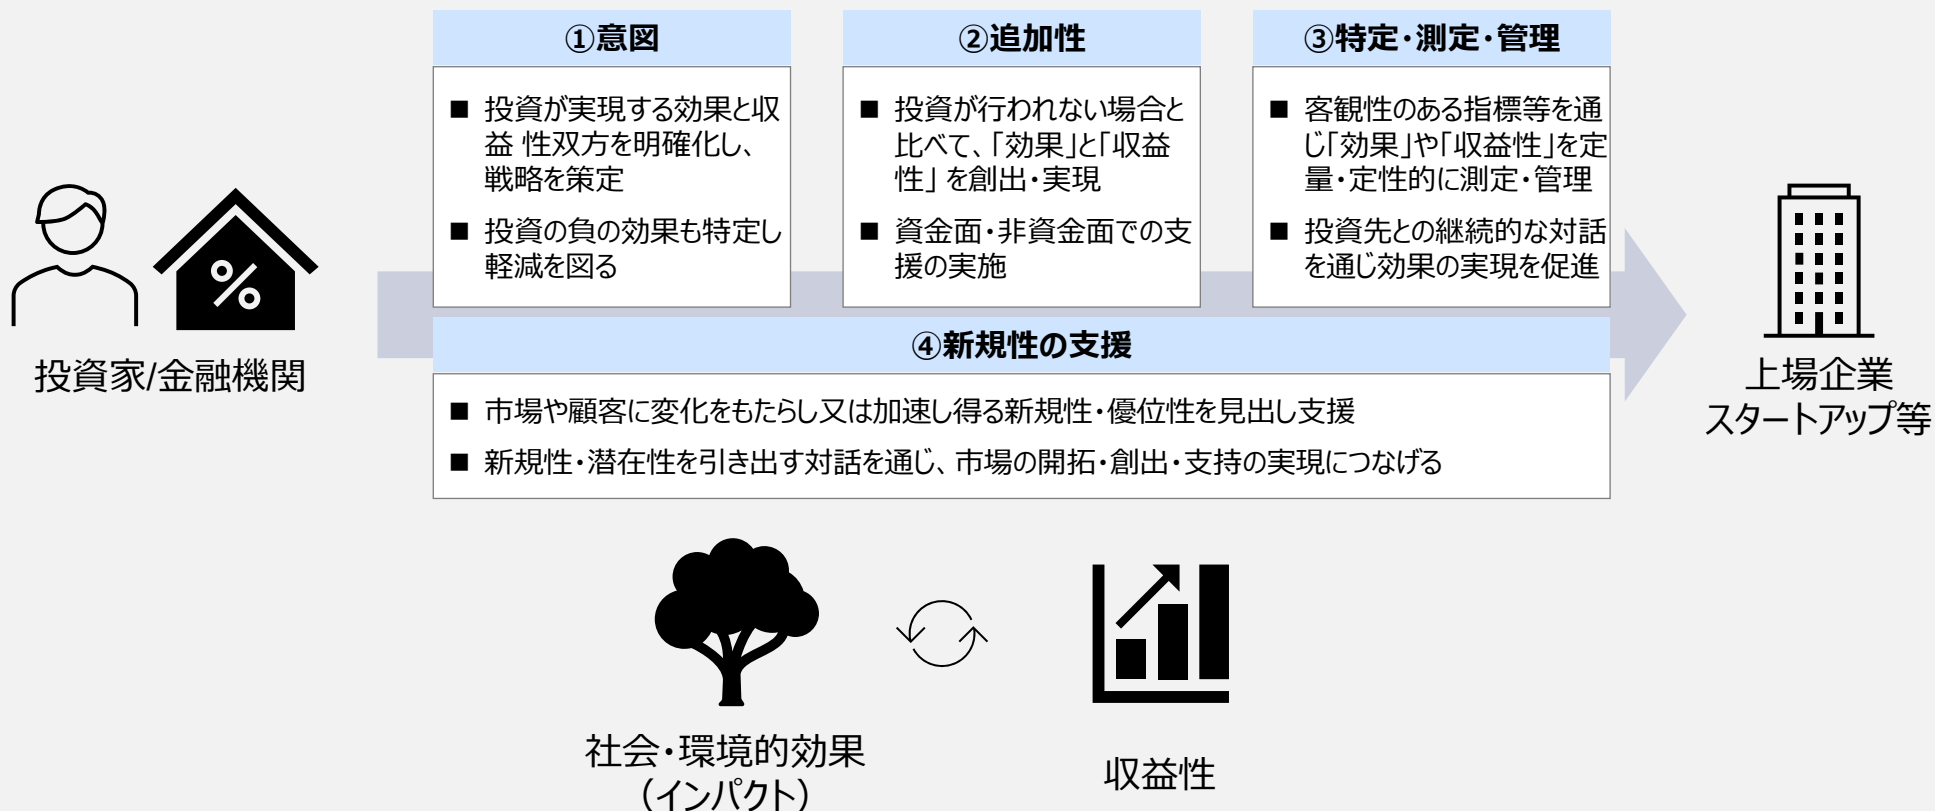 ①意図
■ 投資が実現する効果と収
益 性双方を明確化し、
戦略を策定
■ 投資の負の効果も特定し
軽減を図る
②追加性
■ 投資が行われない場合と
比べて、「効果」と「収益
性」 を創出・実現
■ 資金面・非資金面での支
援の実施
③特定・測定・管理
■ 客観性のある指標等を通
じ「効果」や「収益性」を定
量・定性的に測定・管理
■ 投資先との継続的な対話
を通じ効果の実現を促進
%
投資家/金融機関
④新規性の支援
■ 市場や顧客に変化をもたらし又は加速し得る新規性・優位性を見出し支援
■ 新規性・潜在性を引き出す対話を通じ、市場の開拓・創出・支持の実現につなげる
上場企業
スタートアップ等
社会・環境的効果
（インパクト）
収益性